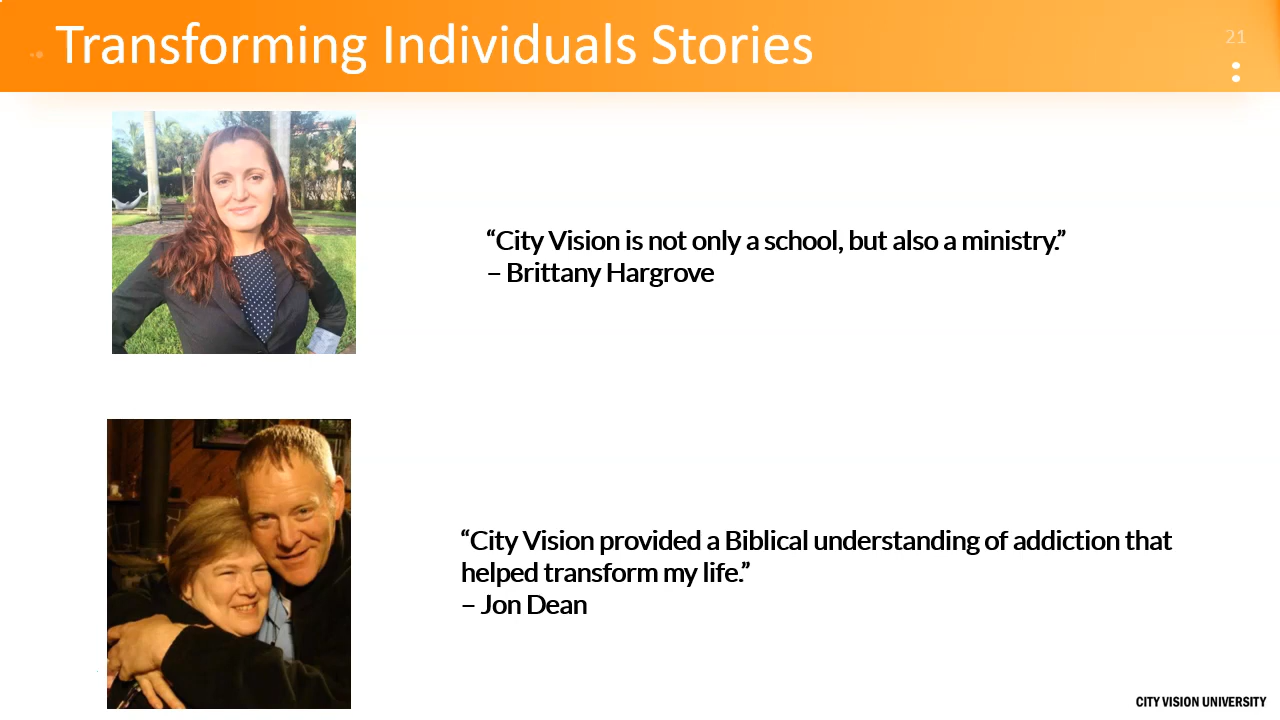 Transforming Individuals Stories
21
“City Vision is not only a school, but also a ministry.”
– Brittany Hargrove
“City Vision provided a Biblical understanding of addiction that
helped transform my life.”
– Jon Dean
CITY VISION UNIVERSITY